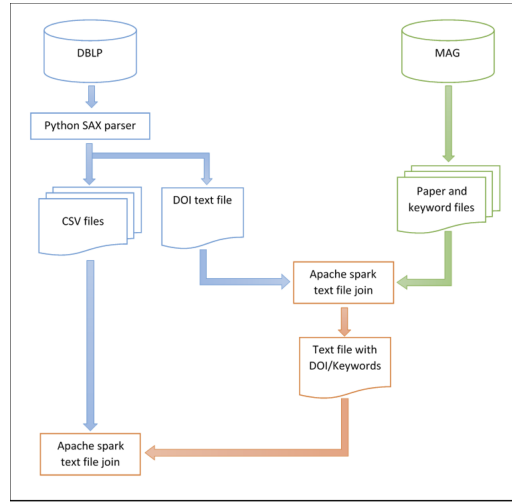 DBLP
MAG
Python SAX parser
CSV files
DOI text file
Paper and
keyword files
Apache spark
text file join
Text file with
DOI/Keywords
Apache spark
text file join